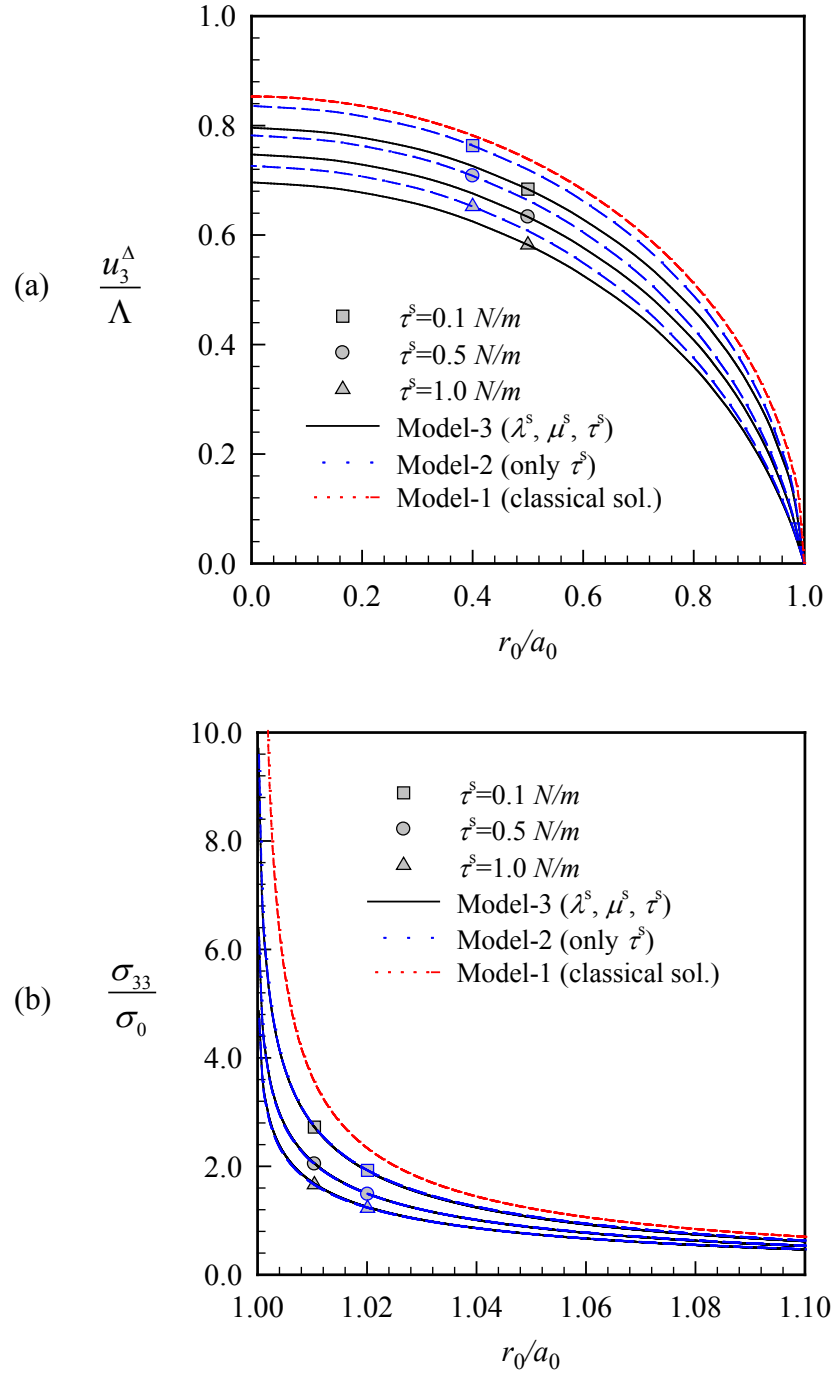 1.0
0.8
0.6
0.4
0.2
0.0
(a) u₃^Δ / Λ
τˢ=0.1 N/m
τˢ=0.5 N/m
τˢ=1.0 N/m
Model-3 (λˢ, μˢ, τˢ)
Model-2 (only τˢ)
Model-1 (classical sol.)
0.0 0.2 0.4 0.6 0.8 1.0
r₀/a₀
10.0
8.0
6.0
4.0
2.0
0.0
(b) σ₃₃ / σ₀
τˢ=0.1 N/m
τˢ=0.5 N/m
τˢ=1.0 N/m
Model-3 (λˢ, μˢ, τˢ)
Model-2 (only τˢ)
Model-1 (classical sol.)
1.00 1.02 1.04 1.06 1.08 1.10
r₀/a₀